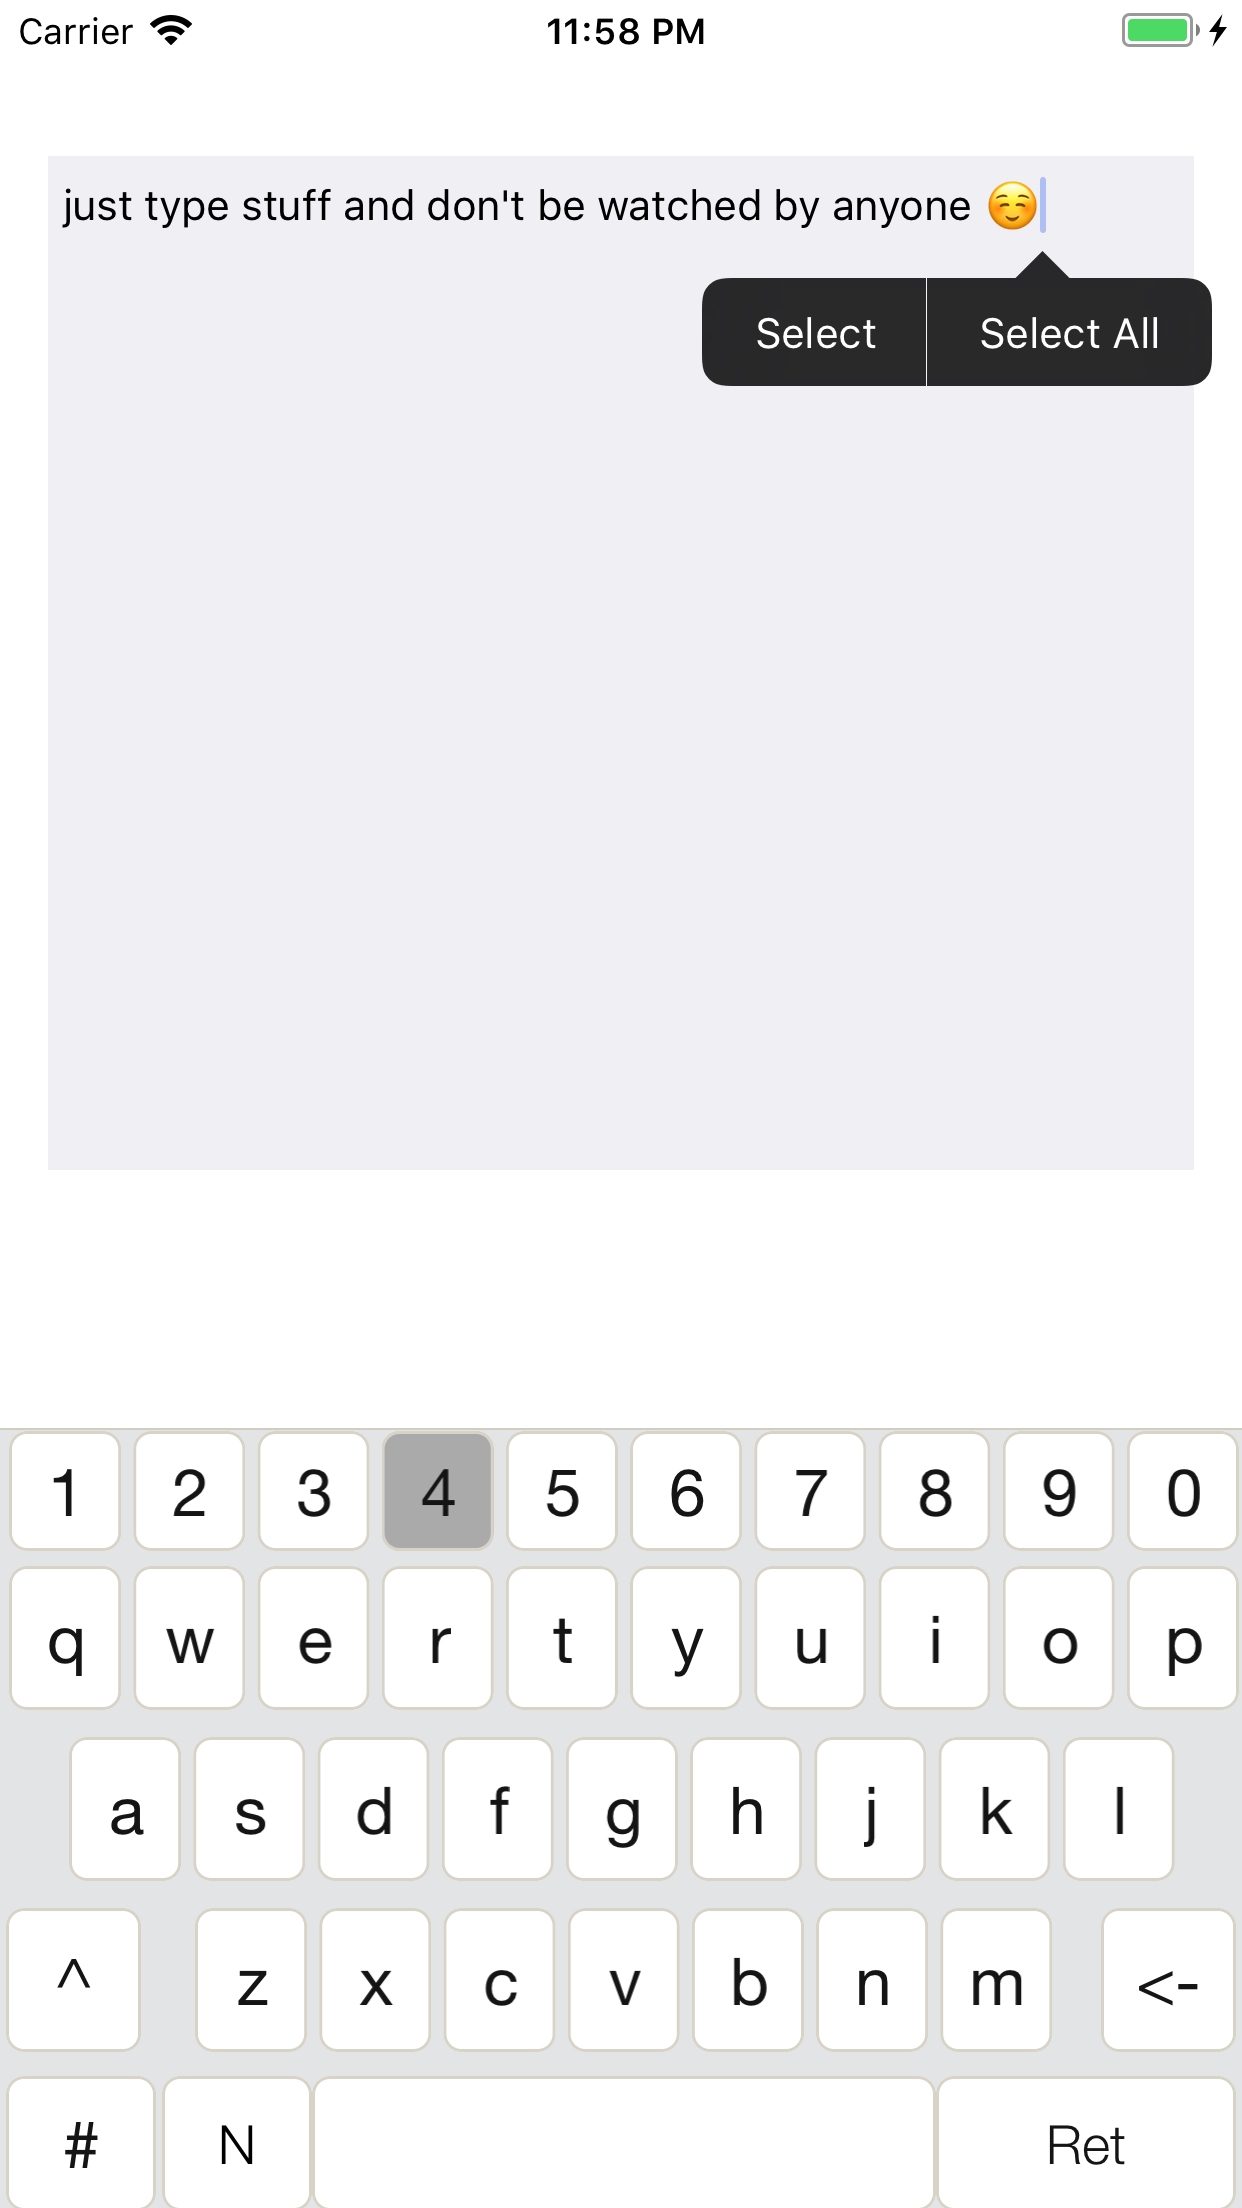 Carrier 11:58 PM
just type stuff and don't be watched by anyone ☺️
Select Select All
1 2 3 4 5 6 7 8 9 0
q w e r t y u i o p
a s d f g h j k l
^ z x c v b n m <-
# N Ret